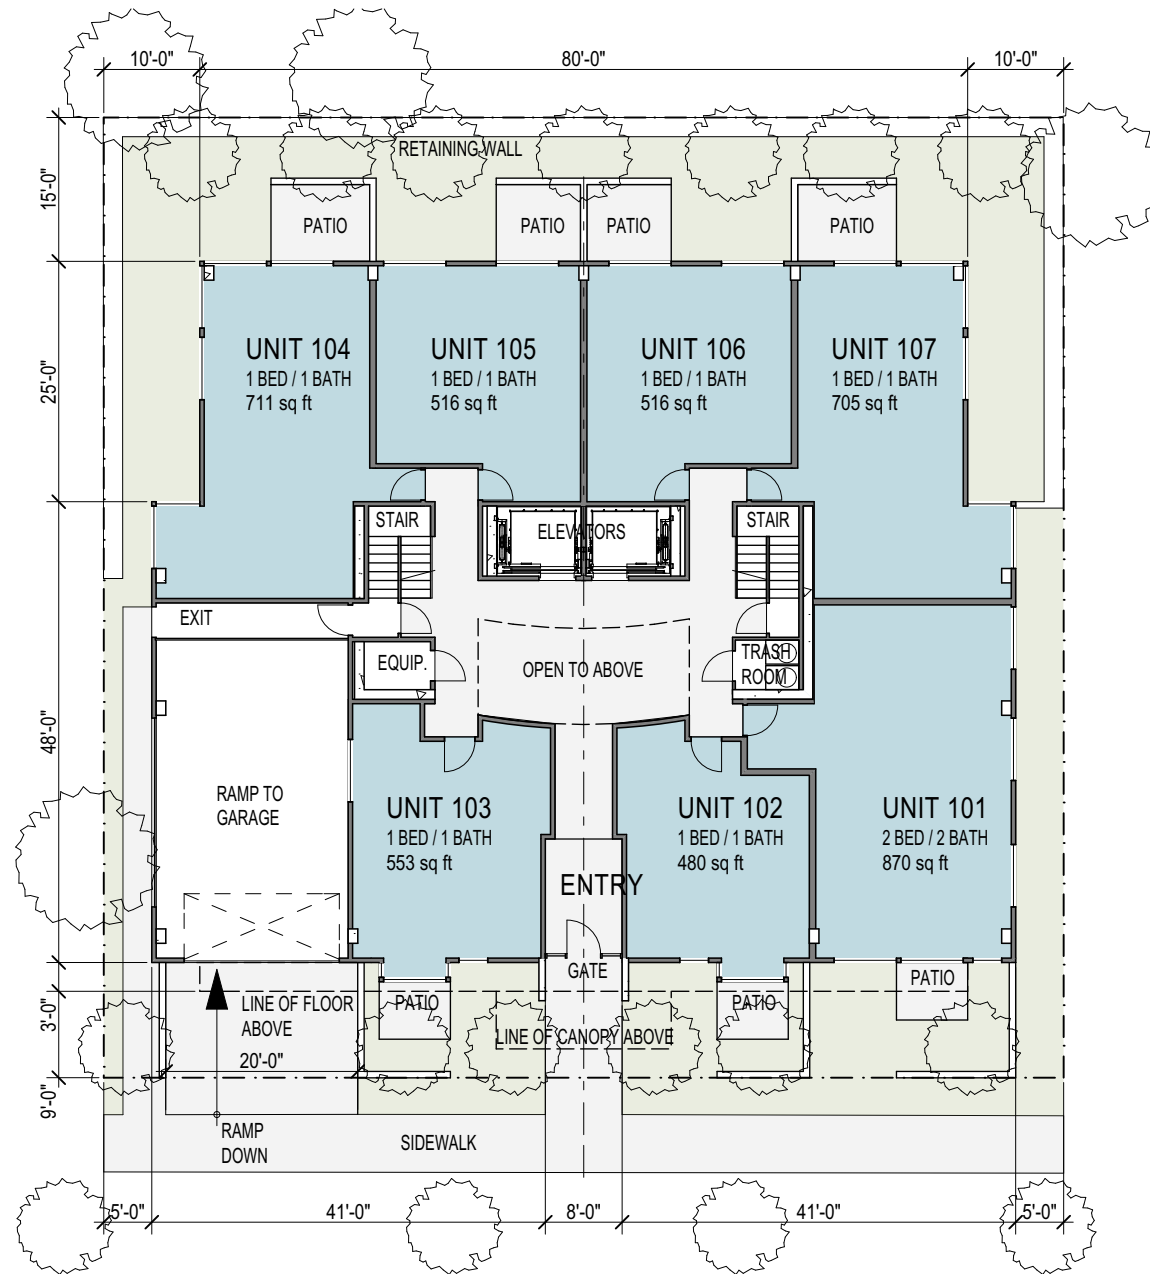 10'-0"
80'-0"
10'-0"
RETAINING WALL
15'-0"
PATIO
PATIO
PATIO
PATIO
UNIT 104
1 BED / 1 BATH
711 sq ft
UNIT 105
1 BED / 1 BATH
516 sq ft
UNIT 106
1 BED / 1 BATH
516 sq ft
UNIT 107
1 BED / 1 BATH
705 sq ft
25'-0"
STAIR
ELEVATORS
STAIR
EXIT
EQUIP.
OPEN TO ABOVE
TRASH
ROOM
48'-0"
RAMP TO
GARAGE
UNIT 103
1 BED / 1 BATH
553 sq ft
UNIT 102
1 BED / 1 BATH
480 sq ft
UNIT 101
2 BED / 2 BATH
870 sq ft
ENTRY
GATE
PATIO
PATIO
PATIO
3'-0"
LINE OF FLOOR
ABOVE
LINE OF CANOPY ABOVE
20'-0"
9'-0"
RAMP
DOWN
SIDEWALK
5'-0"
41'-0"
8'-0"
41'-0"
5'-0"